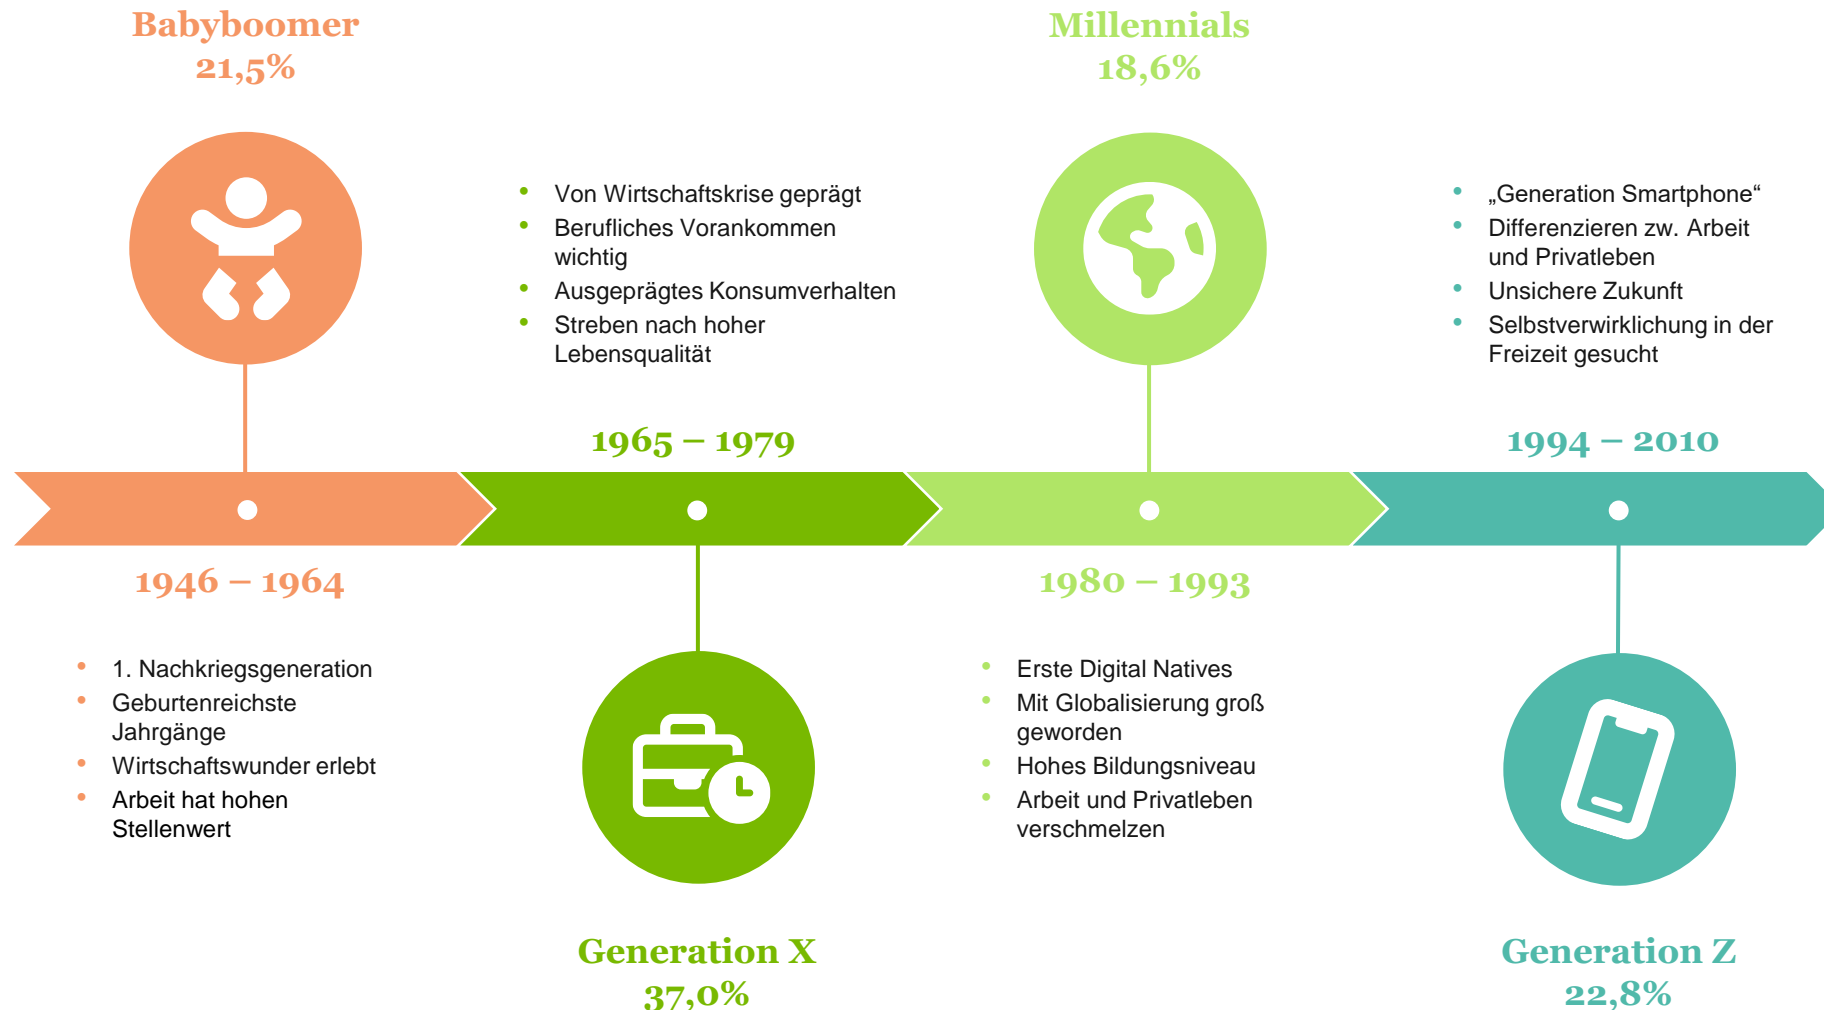 Babyboomer
21,5%
1946 – 1964
• 1. Nachkriegsgeneration
• Geburtenreichste
Jahrgänge
• Wirtschaftswunder erlebt
• Arbeit hat hohen
Stellenwert
• Von Wirtschaftskrise geprägt
• Berufliches Vorankommen
wichtig
• Ausgeprägtes Konsumverhalten
• Streben nach hoher
Lebensqualität
1965 – 1979
Generation X
37,0%
Millennials
18,6%
1980 – 1993
• Erste Digital Natives
• Mit Globalisierung groß
geworden
• Hohes Bildungsniveau
• Arbeit und Privatleben
verschmelzen
• „Generation Smartphone“
• Differenzieren zw. Arbeit
und Privatleben
• Unsichere Zukunft
• Selbstverwirklichung in der
Freizeit gesucht
1994 – 2010
Generation Z
22,8%